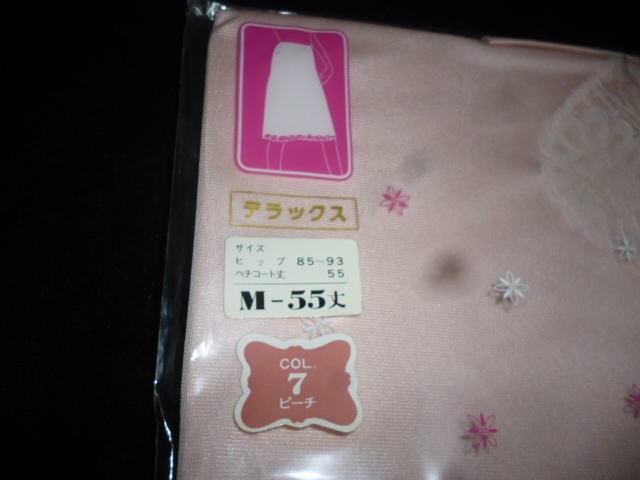 デラックス
サイズ
ヒップ 85~93
ペチコート丈 55
M-55丈
COL.
7
ピーチ